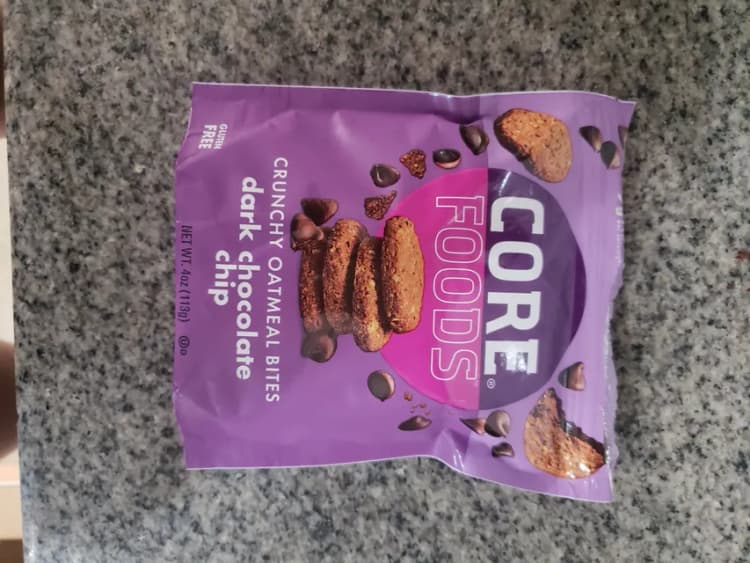 CORE®
FOODS
CRUNCHY OATMEAL BITES
dark chocolate
chip
GLUTEN
FREE
NET WT. 4oz (113g)